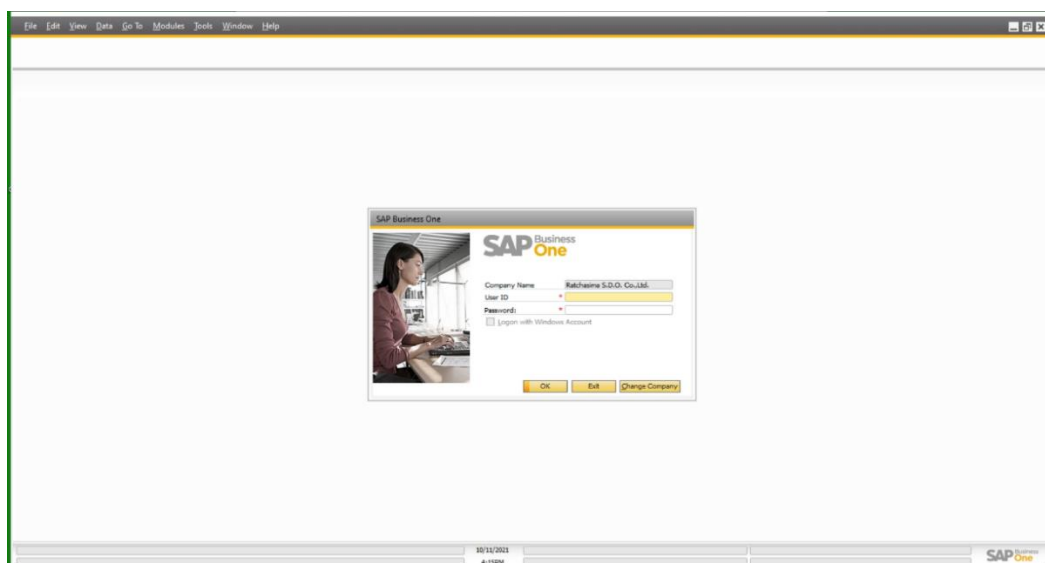 File Edit View Data Go To Modules Tools Window Help
SAP Business One
SAP Business One
Company Name Ratchasima S.D.O. Co.,Ltd.
User ID *
Password: *
Logon with Windows Account
OK Exit Change Company
10/11/2021
4:15PM
SAP Business One